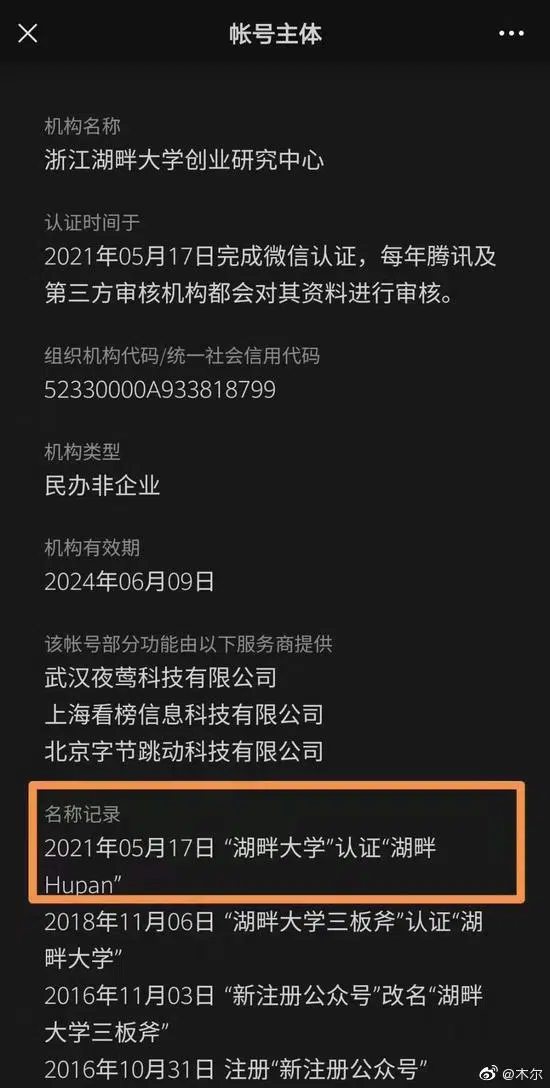 帐号主体
机构名称
浙江湖畔大学创业研究中心
认证时间于
2021年05月17日完成微信认证，每年腾讯及
第三方审核机构都会对其资料进行审核。
组织机构代码/统一社会信用代码
52330000A933818799
机构类型
民办非企业
机构有效期
2024年06月09日
该帐号部分功能由以下服务商提供
武汉夜莺科技有限公司
上海看榜信息科技有限公司
北京字节跳动科技有限公司
名称记录
2021年05月17日 “湖畔大学”认证“湖畔
Hupan”
2018年11月06日 “湖畔大学三板斧”认证“湖
畔大学”
2016年11月03日 “新注册公众号”改名“湖畔
大学三板斧”
2016年10月31日 注册“新注册公众号”
@木尔